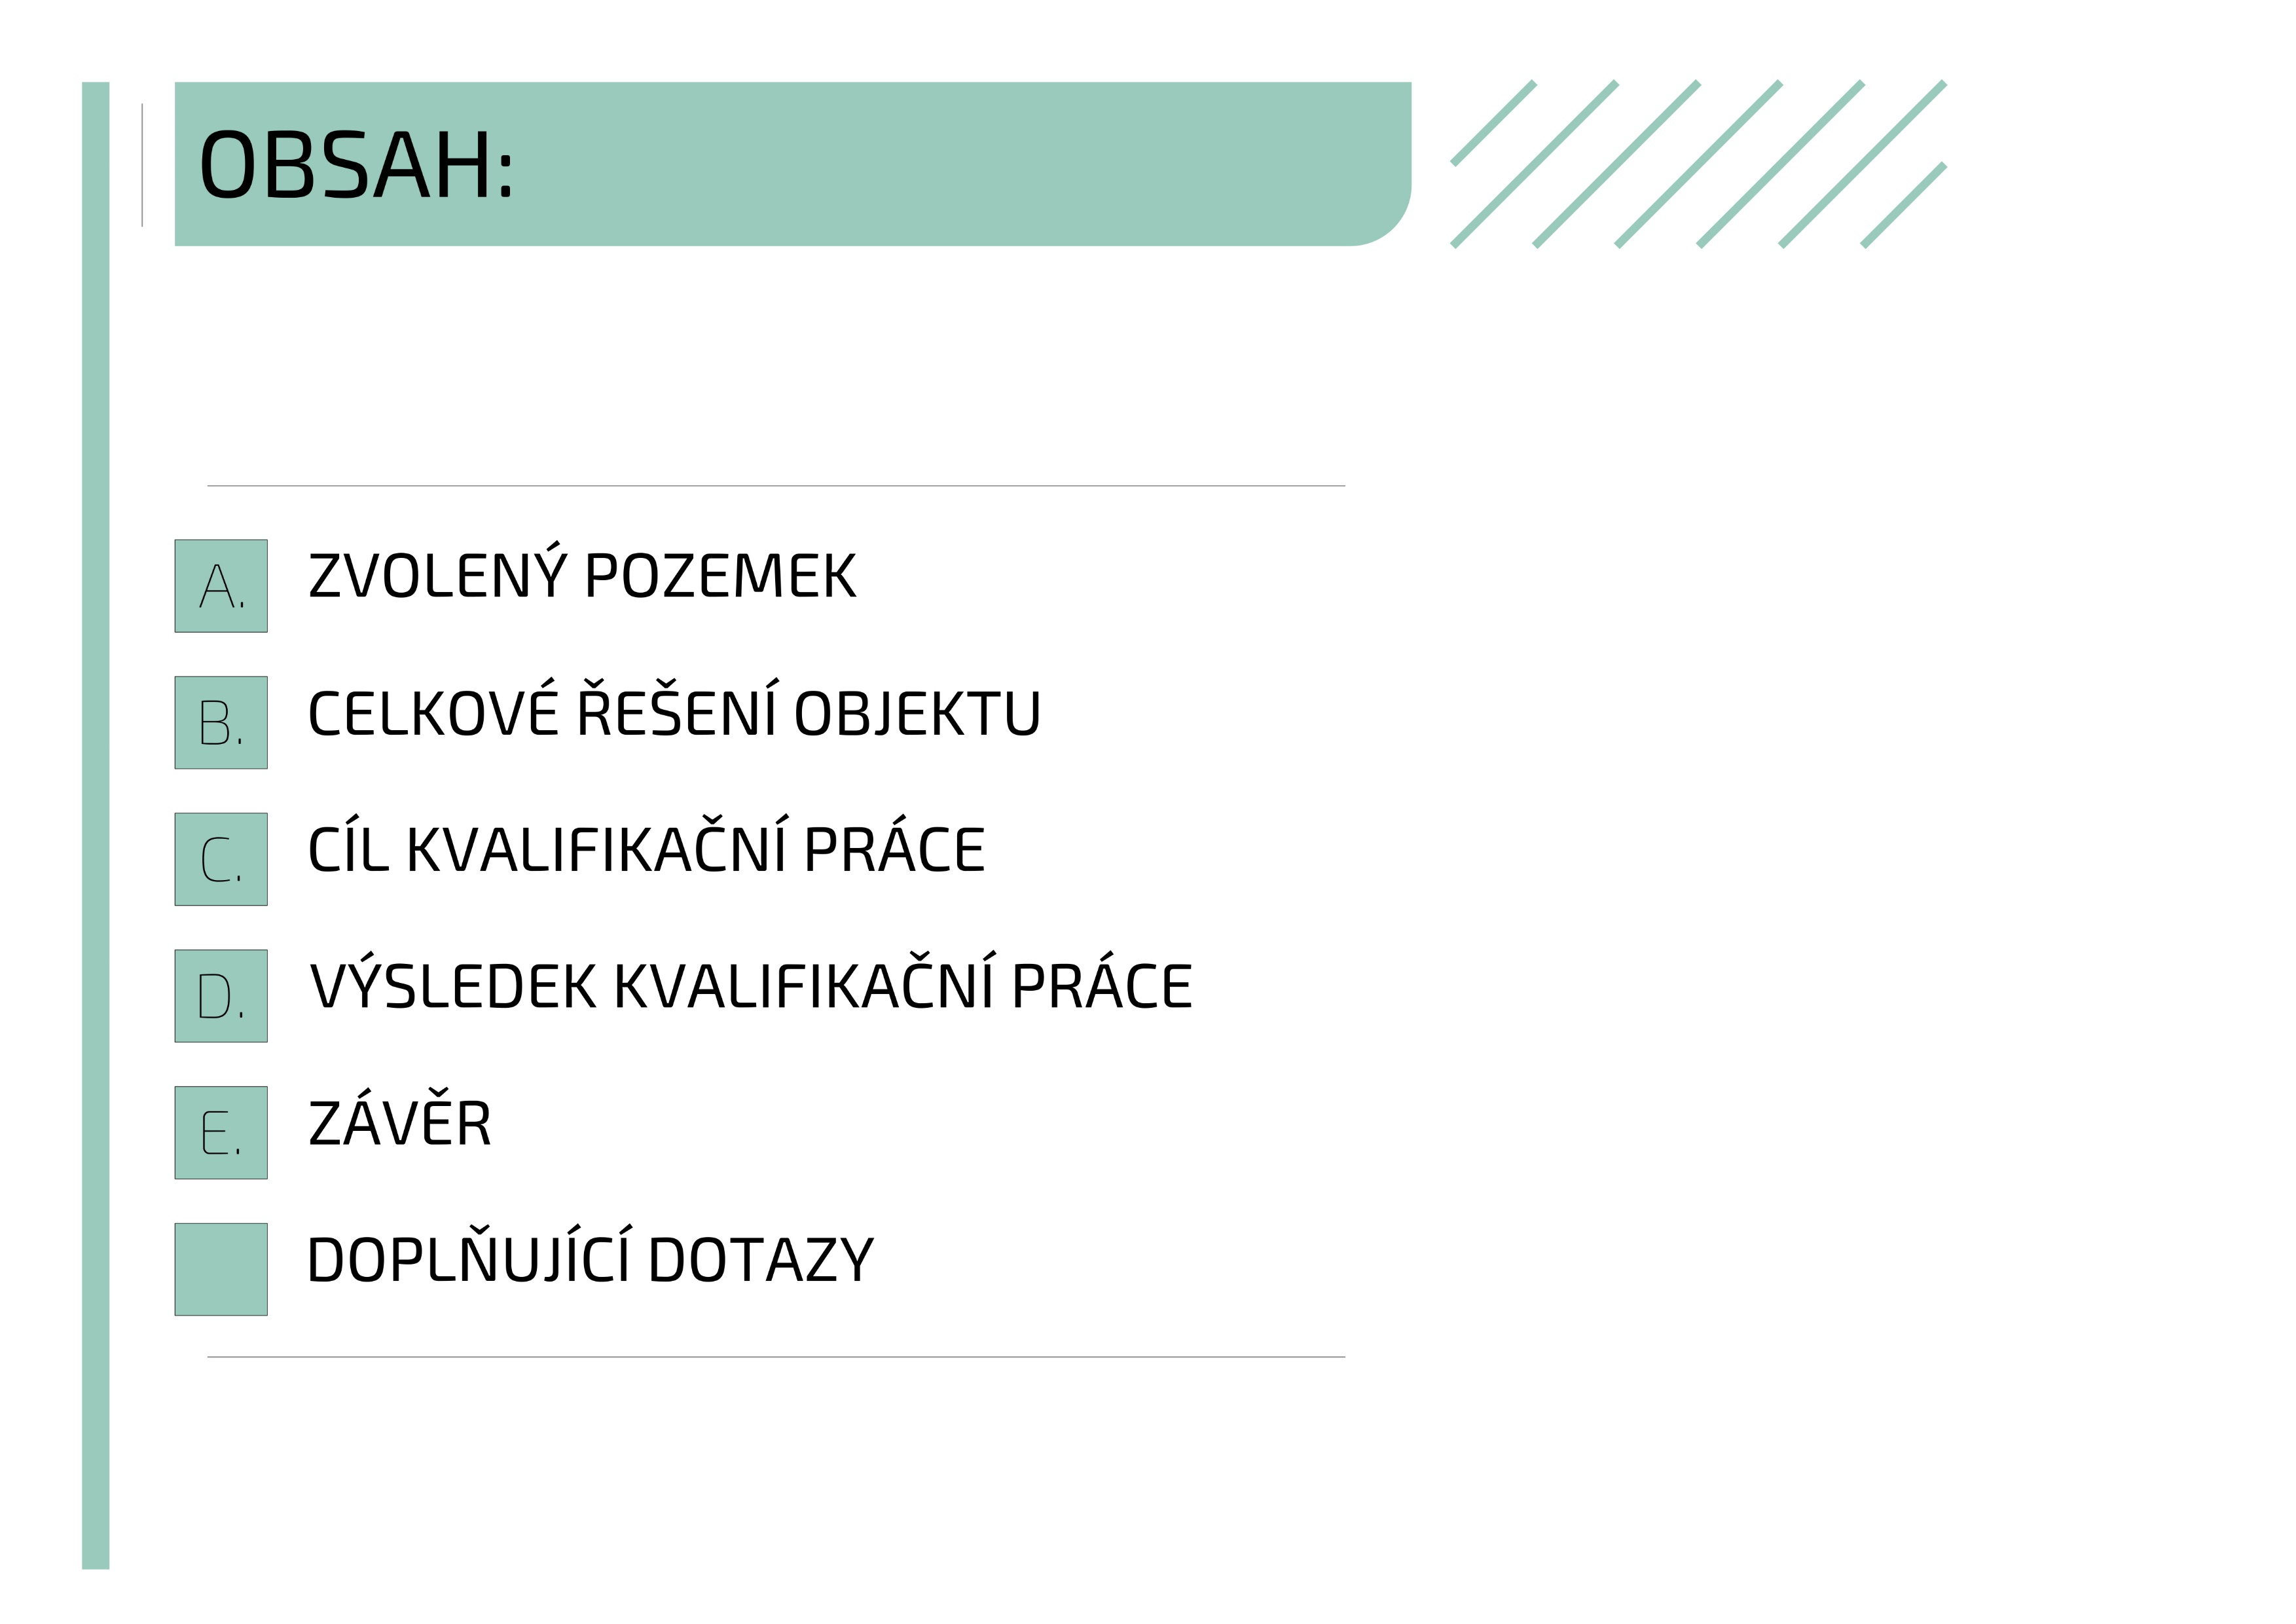 OBSAH:
A. ZVOLENÝ POZEMEK
B. CELKOVÉ ŘEŠENÍ OBJEKTU
C. CÍL KVALIFIKAČNÍ PRÁCE
D. VÝSLEDEK KVALIFIKAČNÍ PRÁCE
E. ZÁVĚR
DOPLŇUJÍCÍ DOTAZY